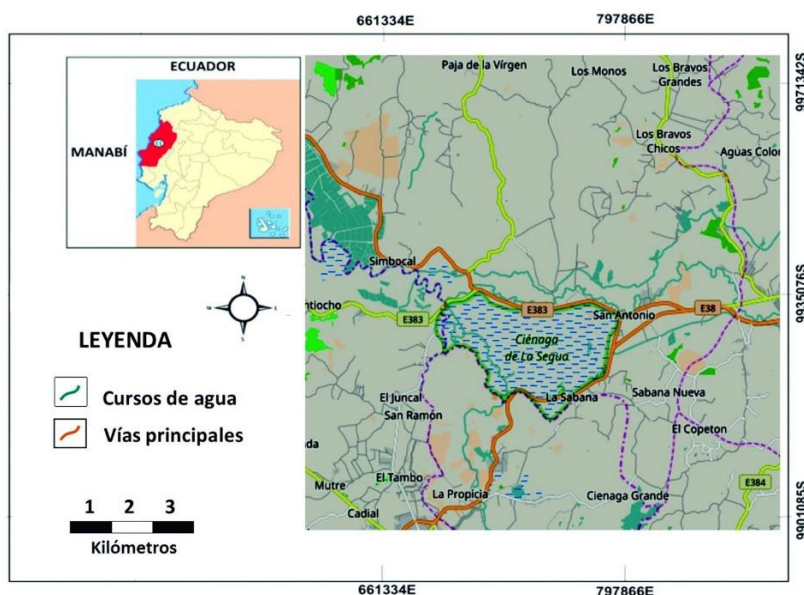 661334E
797866E
ECUADOR
MANABÍ
Paja de la Vírgen
Los Monos
Los Bravos
Grandes
Los Bravos
Chicos
9971342S
Simbocal
ntiocho
E383
E383
San Antonio
E38
9935076S
Ciénaga
de La Segua
LEYENDA
Cursos de agua
Vías principales
El Juncal
San Ramón
La Sabana
Sabana Nueva
El Copeton
Aguas Color
El Tambo
Mutre
Cadial
La Propicia
Cienaga Grande
E384
nada
9901085S
1 2 3
Kilómetros
N
S
661334E
797866E